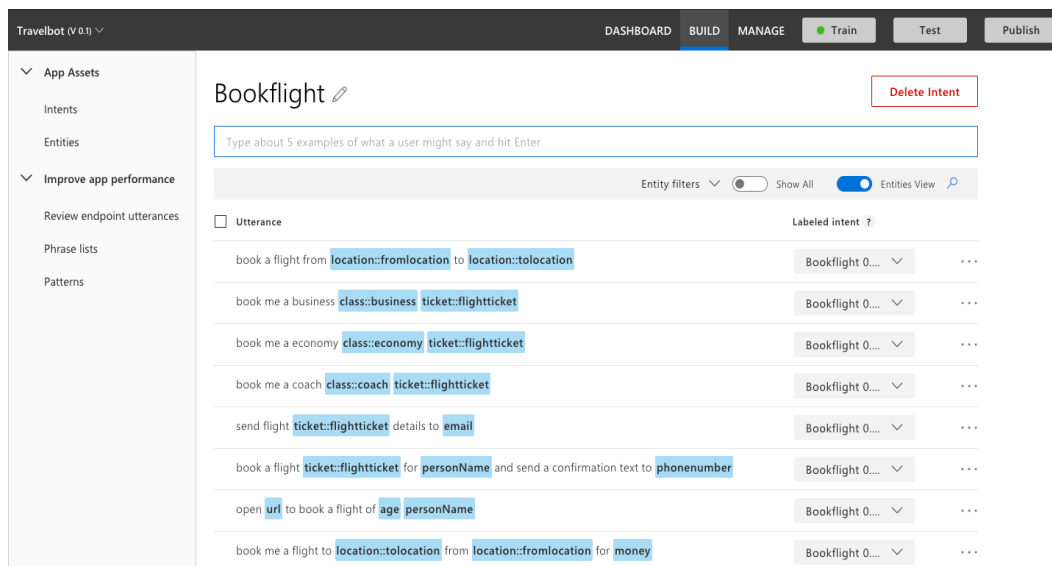 Travelbot (V 0.1) DASHBOARD BUILD MANAGE Train Test Publish
App Assets
Intents
Entities
Improve app performance
Review endpoint utterances
Phrase lists
Patterns
Bookflight Delete Intent
Type about 5 examples of what a user might say and hit Enter
Entity filters Show All Entities View
Utterance Labeled intent ?
book a flight from location::fromlocation to location::tolocation Bookflight 0.... ...
book me a business class::business ticket::flightticket Bookflight 0.... ...
book me a economy class::economy ticket::flightticket Bookflight 0.... ...
book me a coach class::coach ticket::flightticket Bookflight 0.... ...
send flight ticket::flightticket details to email Bookflight 0.... ...
book a flight ticket::flightticket for personName and send a confirmation text to phonenumber Bookflight 0.... ...
open url to book a flight of age personName Bookflight 0.... ...
book me a flight to location::tolocation from location::fromlocation for money Bookflight 0.... ...